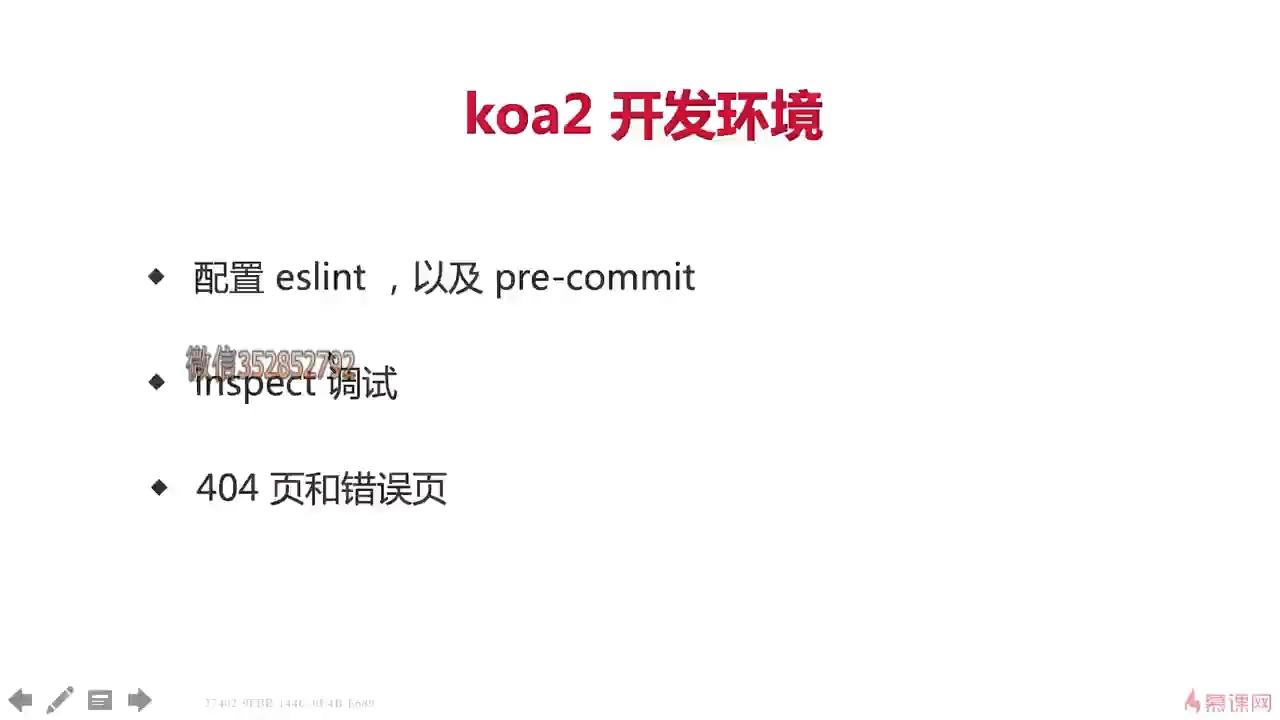 koa2 开发环境
配置 eslint ，以及 pre-commit
微信352852792
inspect 调试
404 页和错误页
慕课网